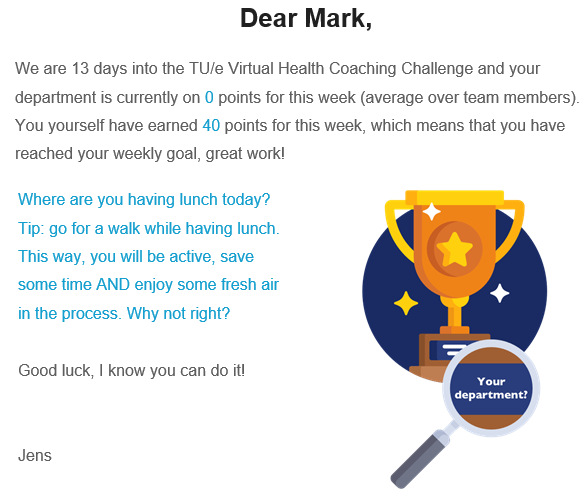 Dear Mark,
We are 13 days into the TU/e Virtual Health Coaching Challenge and your
department is currently on 0 points for this week (average over team members).
You yourself have earned 40 points for this week, which means that you have
reached your weekly goal, great work!
Where are you having lunch today?
Tip: go for a walk while having lunch.
This way, you will be active, save
some time AND enjoy some fresh air
in the process. Why not right?
Good luck, I know you can do it!
Jens
Your
department?